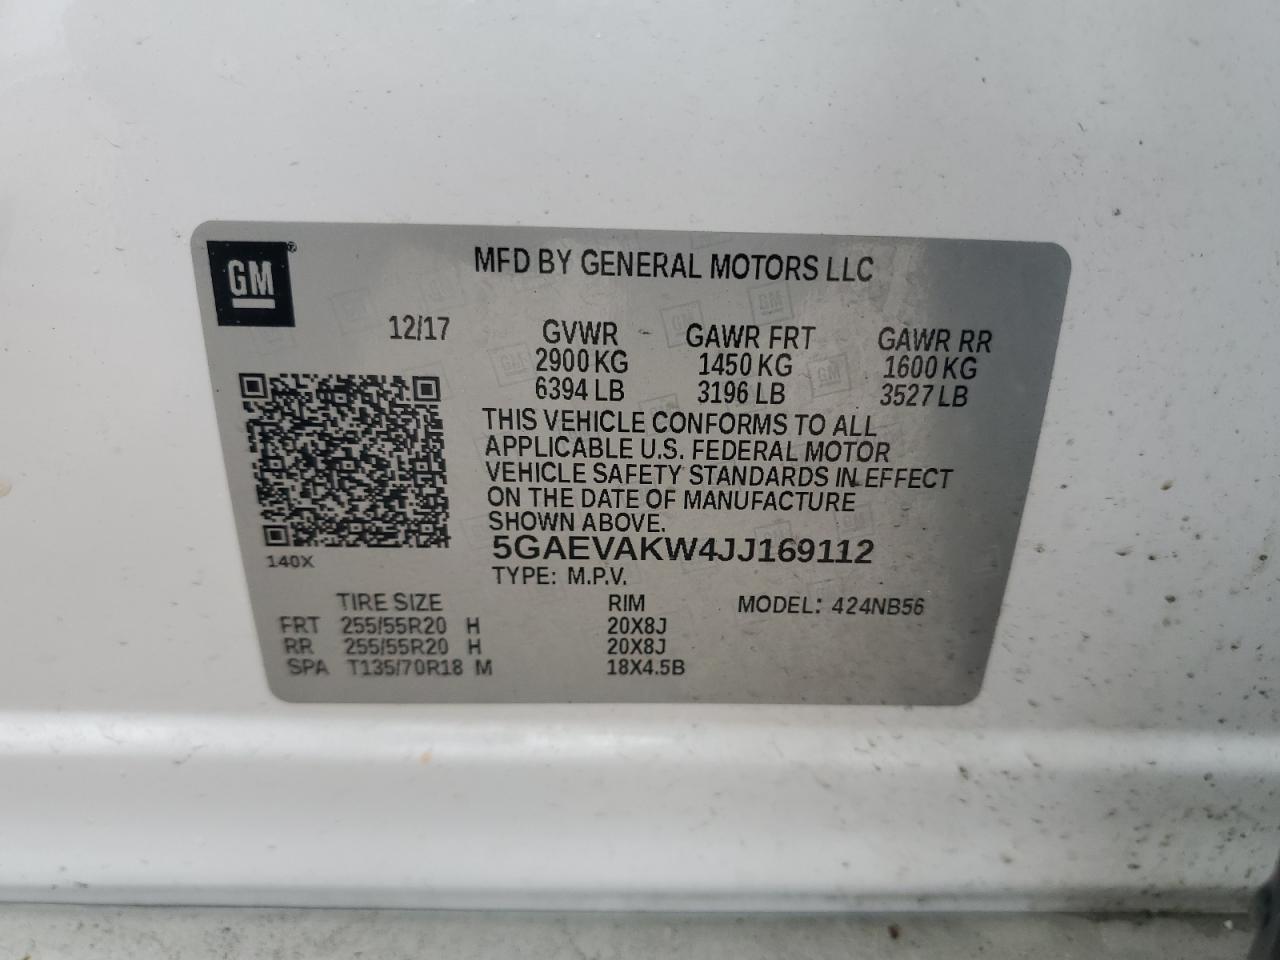 GM®
MFD BY GENERAL MOTORS LLC
12/17 GVWR GAWR FRT GAWR RR
2900 KG 1450 KG 1600 KG
6394 LB 3196 LB 3527 LB
THIS VEHICLE CONFORMS TO ALL
APPLICABLE U.S. FEDERAL MOTOR
VEHICLE SAFETY STANDARDS IN EFFECT
ON THE DATE OF MANUFACTURE
SHOWN ABOVE.
140X
5GAEVAKW4JJ169112
TYPE: M.P.V.
TIRE SIZE RIM MODEL: 424NB56
FRT 255/55R20 H 20X8J
RR 255/55R20 H 20X8J
SPA T135/70R18 M 18X4.5B